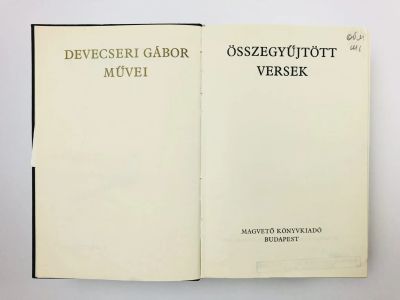 DEVECSERI GÁBOR
MŰVEI
ÖSSZEGYŰJTÖTT
VERSEK
MAGVETŐ KÖNYVKIADÓ
BUDAPEST